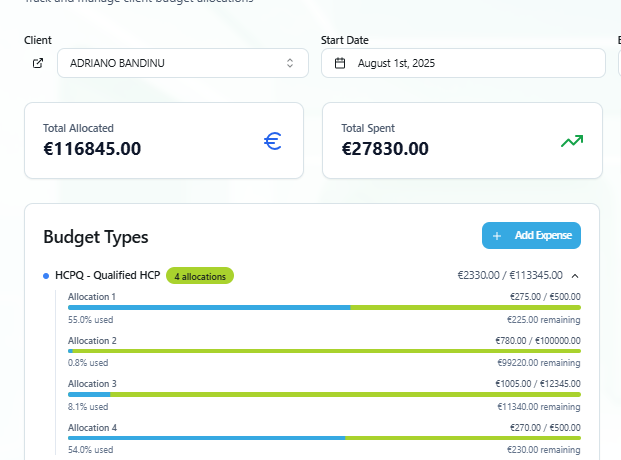 Track and manage client budget allocations
Client
Start Date
ADRIANO BANDINU
August 1st, 2025
Total Allocated
€116845.00
Total Spent
€27830.00
Budget Types
Add Expense
HCPQ - Qualified HCP
4 allocations
€2330.00 / €113345.00
Allocation 1
€275.00 / €500.00
55.0% used
€225.00 remaining
Allocation 2
€780.00 / €100000.00
0.8% used
€99220.00 remaining
Allocation 3
€1005.00 / €12345.00
8.1% used
€11340.00 remaining
Allocation 4
€270.00 / €500.00
54.0% used
€230.00 remaining